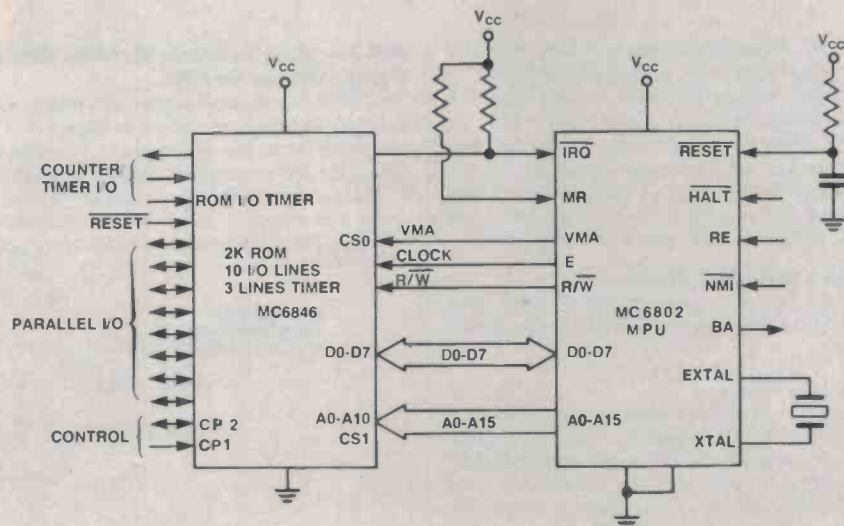 VCC
VCC
VCC
VCC
COUNTER
TIMER I/O
ROM I/O TIMER
RESET
CS0
2K ROM
10 I/O LINES
3 LINES TIMER
MC6846
PARALLEL I/O
D0-D7
A0-A10
CS1
CONTROL
CP2
CP1
VMA
CLOCK
R/W
D0-D7
A0-A15
IRQ
MR
VMA
E
R/W
MC6802
MPU
D0-D7
A0-A15
RESET
HALT
RE
NMI
BA
EXTAL
XTAL